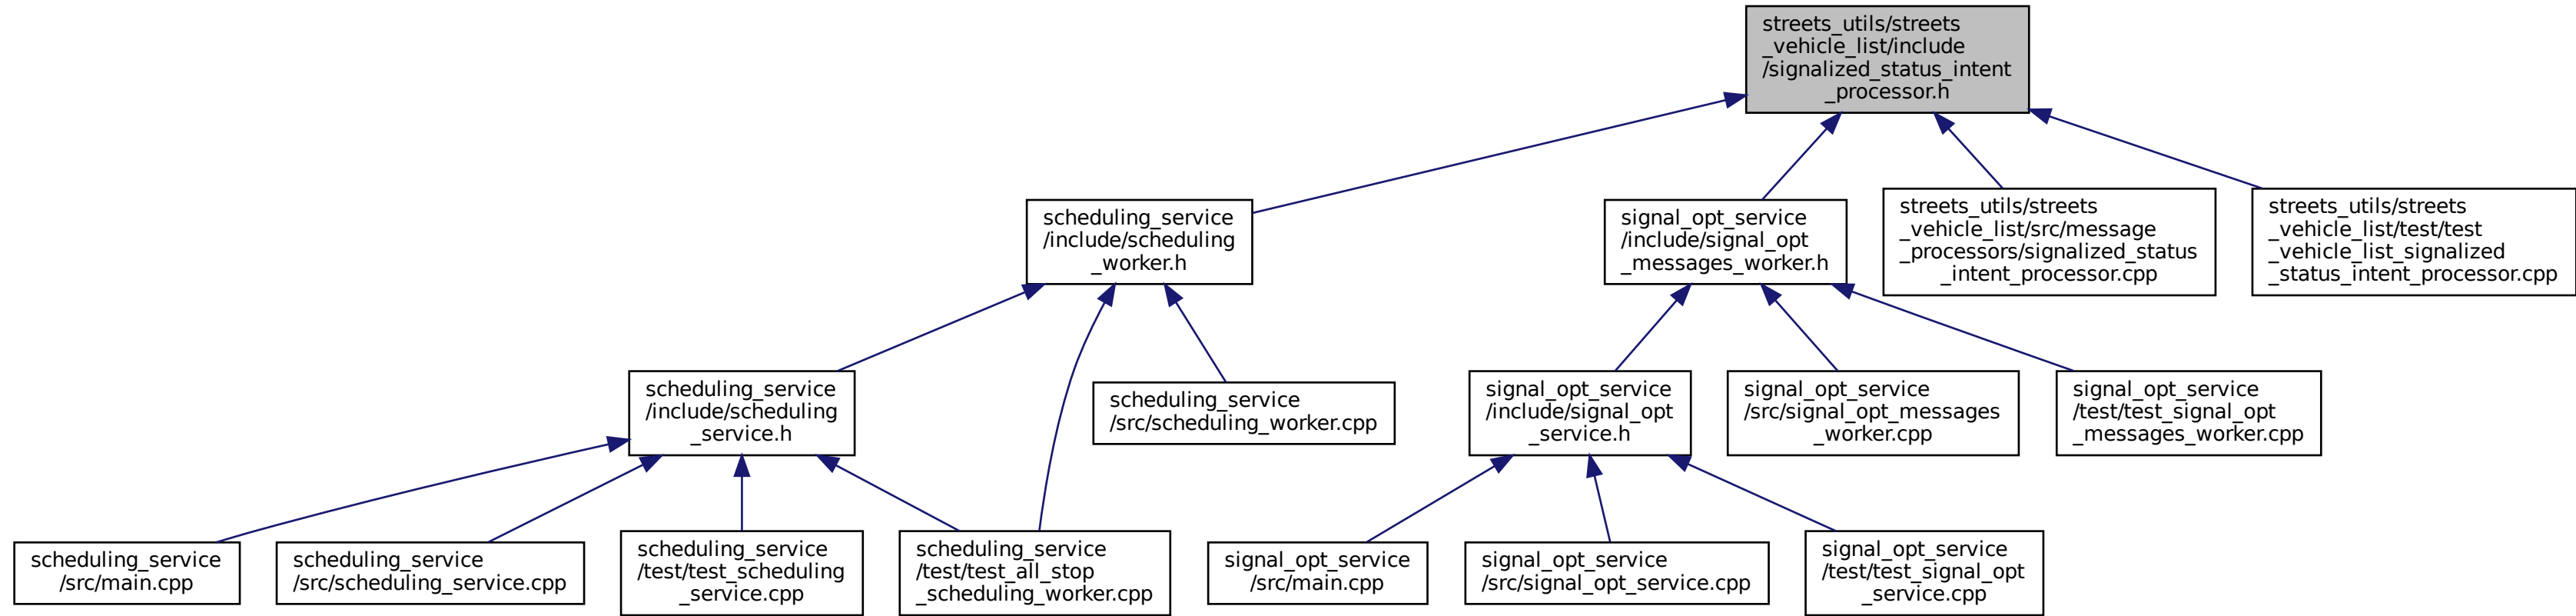 streets_utils/streets
_vehicle_list/include
/signalized_status_intent
_processor.h
scheduling_service
/include/scheduling
_worker.h
signal_opt_service
/include/signal_opt
_messages_worker.h
streets_utils/streets
_vehicle_list/src/message
_processors/signalized_status
_intent_processor.cpp
streets_utils/streets
_vehicle_list/test/test
_vehicle_list_signalized
_status_intent_processor.cpp
scheduling_service
/include/scheduling
_service.h
scheduling_service
/src/scheduling_worker.cpp
signal_opt_service
/include/signal_opt
_service.h
signal_opt_service
/src/signal_opt_messages
_worker.cpp
signal_opt_service
/test/test_signal_opt
_messages_worker.cpp
scheduling_service
/src/main.cpp
scheduling_service
/src/scheduling_service.cpp
scheduling_service
/test/test_scheduling
_service.cpp
scheduling_service
/test/test_all_stop
_scheduling_worker.cpp
signal_opt_service
/src/main.cpp
signal_opt_service
/src/signal_opt_service.cpp
signal_opt_service
/test/test_signal_opt
_service.cpp